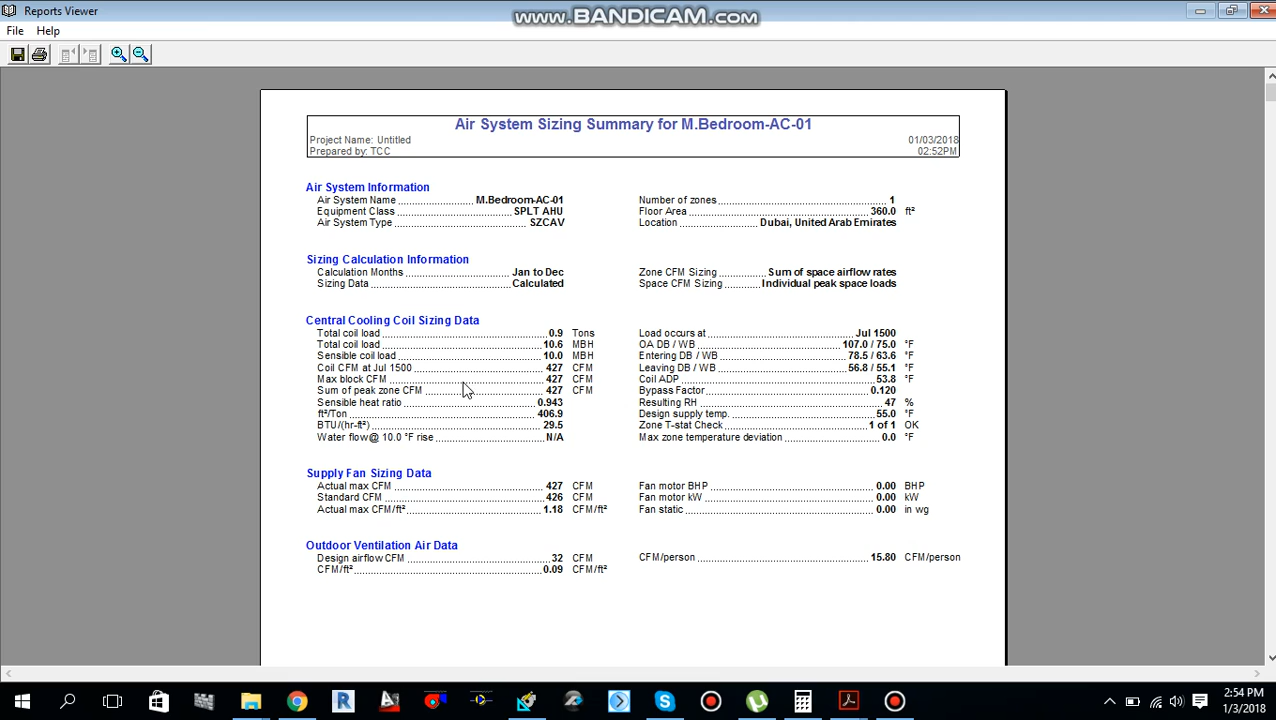 Reports Viewer
www.BANDICAM.com
File Help
Air System Sizing Summary for M.Bedroom-AC-01
Project Name: Untitled 01/03/2018
Prepared by: TCC 02:52PM
Air System Information
Air System Name M.Bedroom-AC-01 Number of zones 1
Equipment Class SPLT AHU Floor Area 360.0 ft²
Air System Type SZCAV Location Dubai, United Arab Emirates
Sizing Calculation Information
Calculation Months Jan to Dec Zone CFM Sizing Sum of space airflow rates
Sizing Data Calculated Space CFM Sizing Individual peak space loads
Central Cooling Coil Sizing Data
Total coil load 0.9 Tons Load occurs at Jul 1500
Total coil load 10.6 MBH OA DB / WB 107.0 / 75.0 °F
Sensible coil load 10.0 MBH Entering DB / WB 78.5 / 63.6 °F
Coil CFM at Jul 1500 427 CFM Leaving DB / WB 56.8 / 55.1 °F
Max block CFM 427 CFM Coil ADP 53.8 °F
Sum of peak zone CFM 427 CFM Bypass Factor 0.120
Sensible heat ratio 0.943 Resulting RH 47 %
ft²/Ton 406.9 Design supply temp. 55.0 °F
BTU/(hr-ft²) 29.5 Zone T-stat Check 1 of 1 OK
Water flow @ 10.0 °F rise N/A Max zone temperature deviation 0.0 °F
Supply Fan Sizing Data
Actual max CFM 427 CFM Fan motor BHP 0.00 BHP
Standard CFM 426 CFM Fan motor kW 0.00 kW
Actual max CFM/ft² 1.18 CFM/ft² Fan static 0.00 in wg
Outdoor Ventilation Air Data
Design airflow CFM 32 CFM CFM/person 15.80 CFM/person
CFM/ft² 0.09 CFM/ft²
2:54 PM
1/3/2018